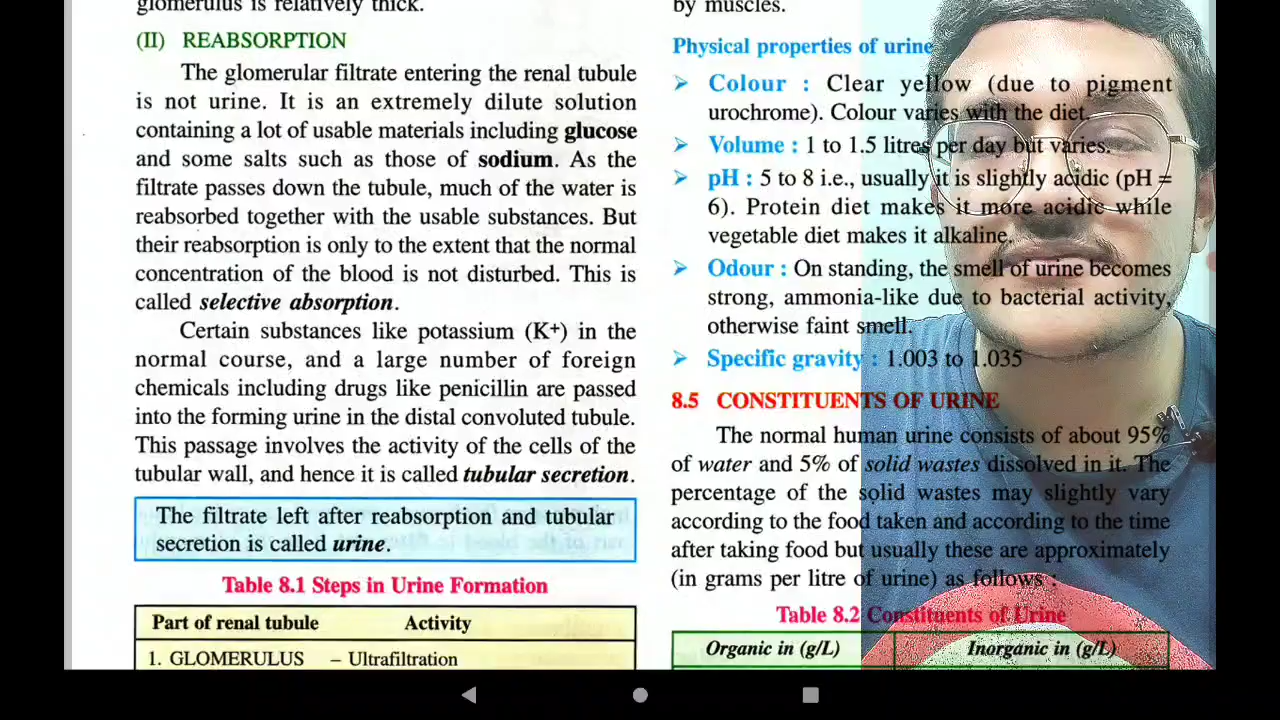 glomerulus is relatively thick.
(II) REABSORPTION
The glomerular filtrate entering the renal tubule
is not urine. It is an extremely dilute solution
containing a lot of usable materials including glucose
and some salts such as those of sodium. As the
filtrate passes down the tubule, much of the water is
reabsorbed together with the usable substances. But
their reabsorption is only to the extent that the normal
concentration of the blood is not disturbed. This is
called selective absorption.
Certain substances like potassium (K+) in the
normal course, and a large number of foreign
chemicals including drugs like penicillin are passed
into the forming urine in the distal convoluted tubule.
This passage involves the activity of the cells of the
tubular wall, and hence it is called tubular secretion.
The filtrate left after reabsorption and tubular
secretion is called urine.
Table 8.1 Steps in Urine Formation
Part of renal tubule Activity
1. GLOMERULUS – Ultrafiltration
by muscles.
Physical properties of urine
➢ Colour : Clear yellow (due to pigment
urochrome). Colour varies with the diet.
➢ Volume : 1 to 1.5 litres per day but varies.
➢ pH : 5 to 8 i.e., usually it is slightly acidic (pH =
6). Protein diet makes it more acidic while
vegetable diet makes it alkaline.
➢ Odour : On standing, the smell of urine becomes
strong, ammonia-like due to bacterial activity,
otherwise faint smell.
➢ Specific gravity : 1.003 to 1.035
8.5 CONSTITUENTS OF URINE
The normal human urine consists of about 95%
of water and 5% of solid wastes dissolved in it. The
percentage of the solid wastes may slightly vary
according to the food taken and according to the time
after taking food but usually these are approximately
(in grams per litre of urine) as follows :
Table 8.2 Constituents of Urine
Organic in (g/L) Inorganic in (g/L)